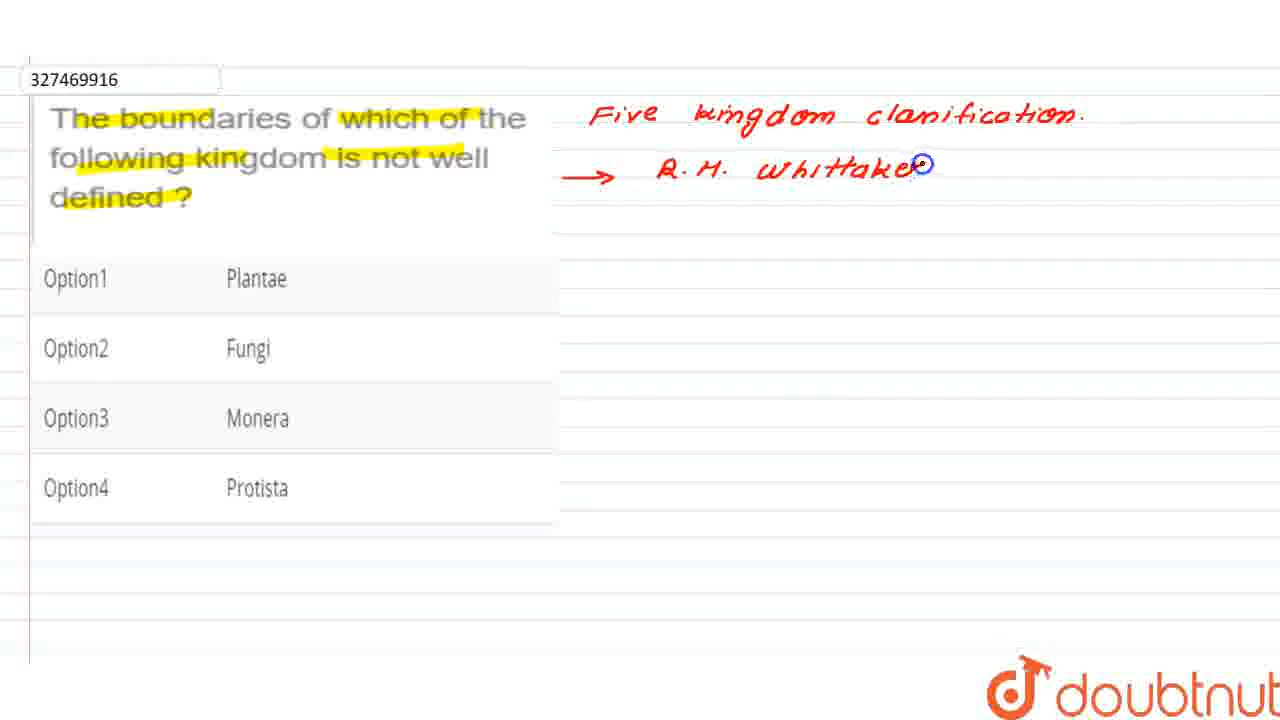 327469916
The boundaries of which of the
following kingdom is not well
defined ?
Five kingdom clanification.
→ R. H. Whittaker
Option1 Plantae
Option2 Fungi
Option3 Monera
Option4 Protista
doubtnut